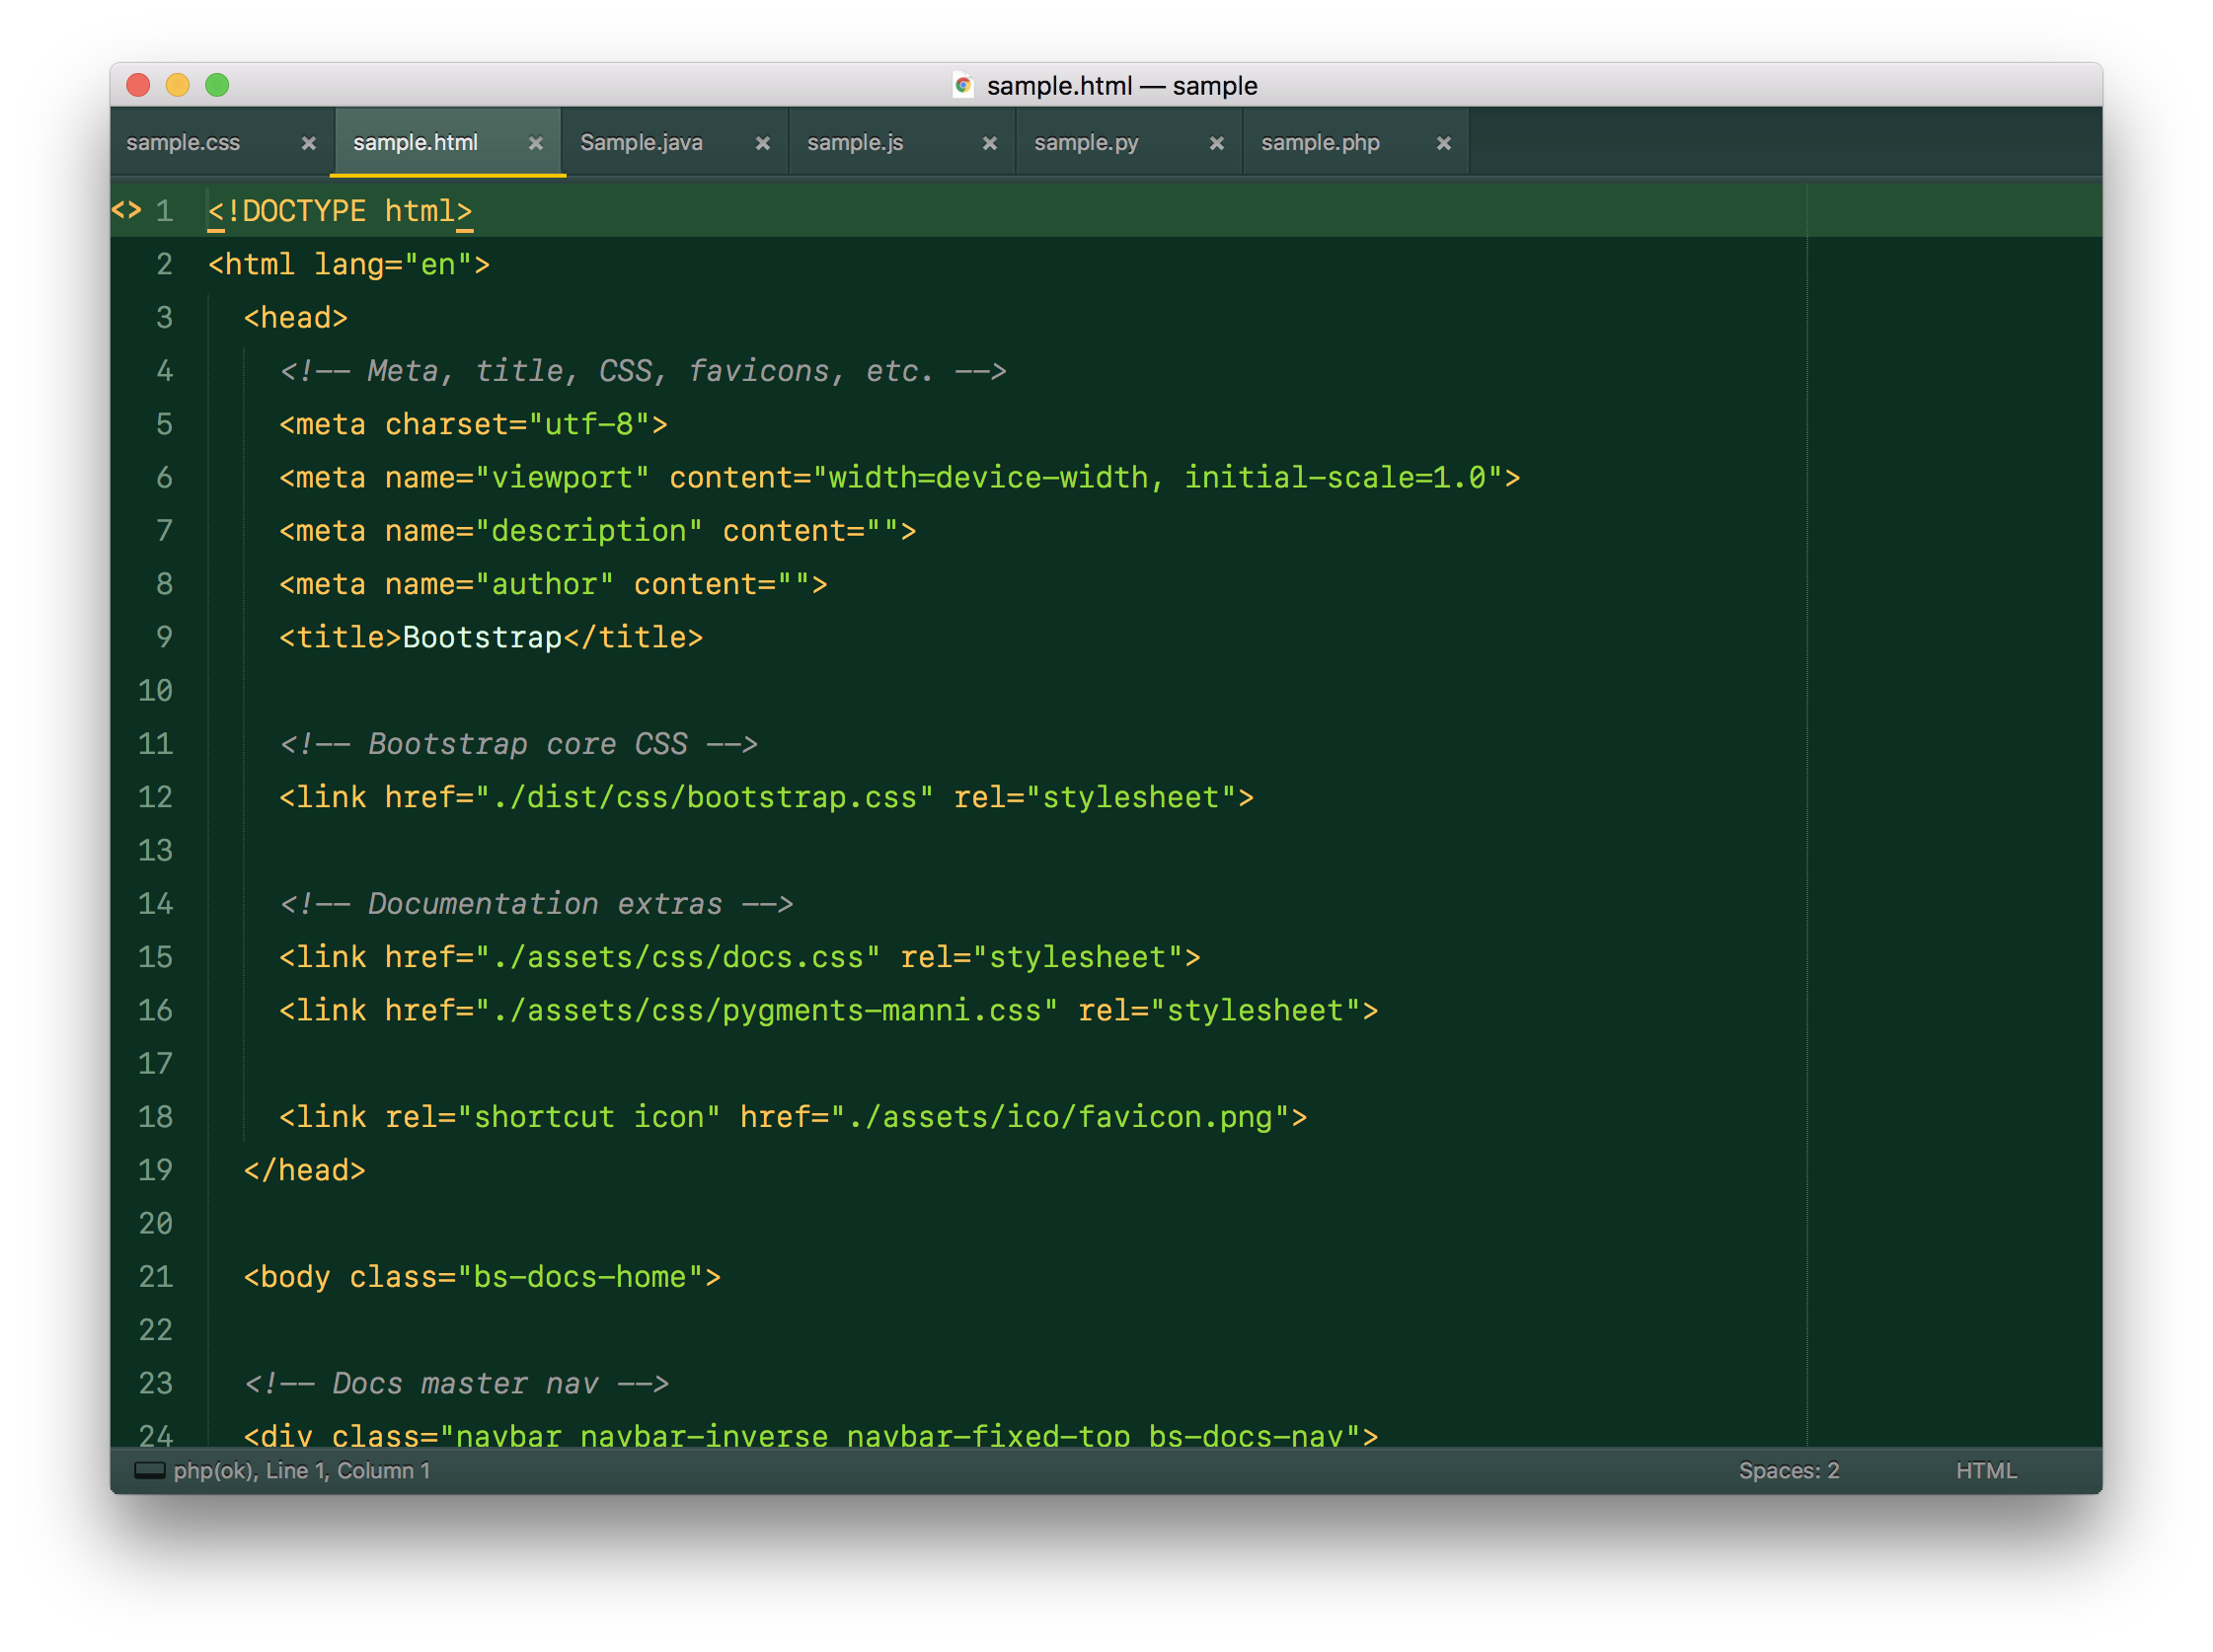 sample.html — sample
sample.css × sample.html × Sample.java × sample.js × sample.py × sample.php ×
<> 1 <!DOCTYPE html>
2 <html lang="en">
3   <head>
4     <!-- Meta, title, CSS, favicons, etc. -->
5     <meta charset="utf-8">
6     <meta name="viewport" content="width=device-width, initial-scale=1.0">
7     <meta name="description" content="">
8     <meta name="author" content="">
9     <title>Bootstrap</title>
10
11     <!-- Bootstrap core CSS -->
12     <link href="./dist/css/bootstrap.css" rel="stylesheet">
13
14     <!-- Documentation extras -->
15     <link href="./assets/css/docs.css" rel="stylesheet">
16     <link href="./assets/css/pygments-manni.css" rel="stylesheet">
17
18     <link rel="shortcut icon" href="./assets/ico/favicon.png">
19   </head>
20
21   <body class="bs-docs-home">
22
23   <!-- Docs master nav -->
24   <div class="navbar navbar-inverse navbar-fixed-top bs-docs-nav">
php(ok), Line 1, Column 1 Spaces: 2 HTML